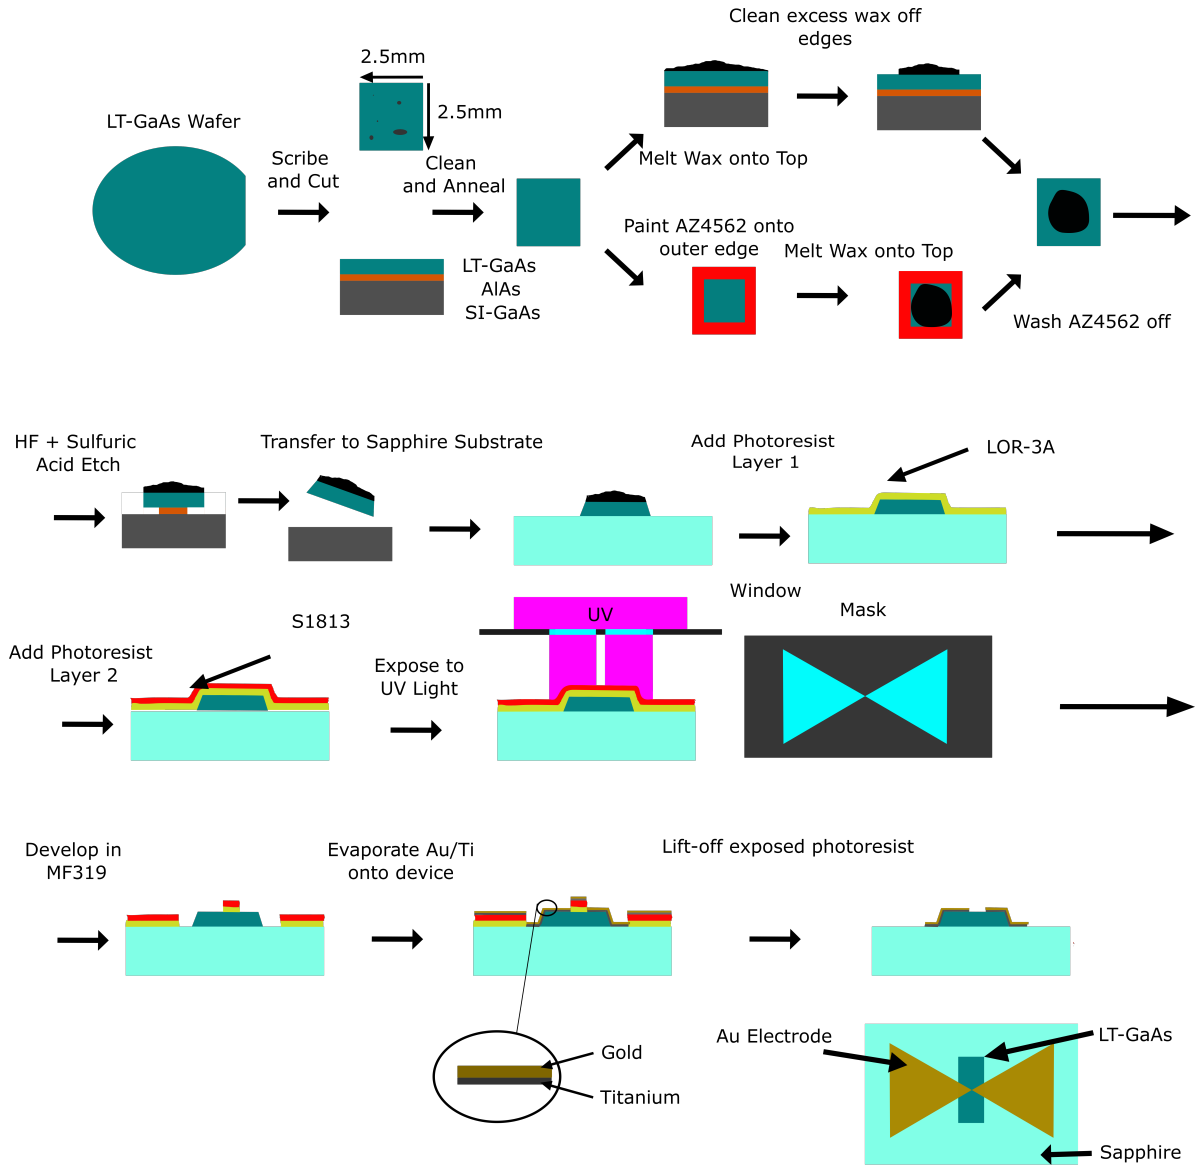 Clean excess wax off
edges
2.5mm
2.5mm
LT-GaAs Wafer
Scribe
and Cut
Clean
and Anneal
Melt Wax onto Top
Paint AZ4562 onto
outer edge
Melt Wax onto Top
LT-GaAs
AlAs
SI-GaAs
Wash AZ4562 off
HF + Sulfuric
Acid Etch
Transfer to Sapphire Substrate
Add Photoresist
Layer 1
LOR-3A
Add Photoresist
Layer 2
S1813
Expose to
UV Light
UV
Window
Mask
Develop in
MF319
Evaporate Au/Ti
onto device
Lift-off exposed photoresist
Gold
Titanium
Au Electrode
LT-GaAs
Sapphire